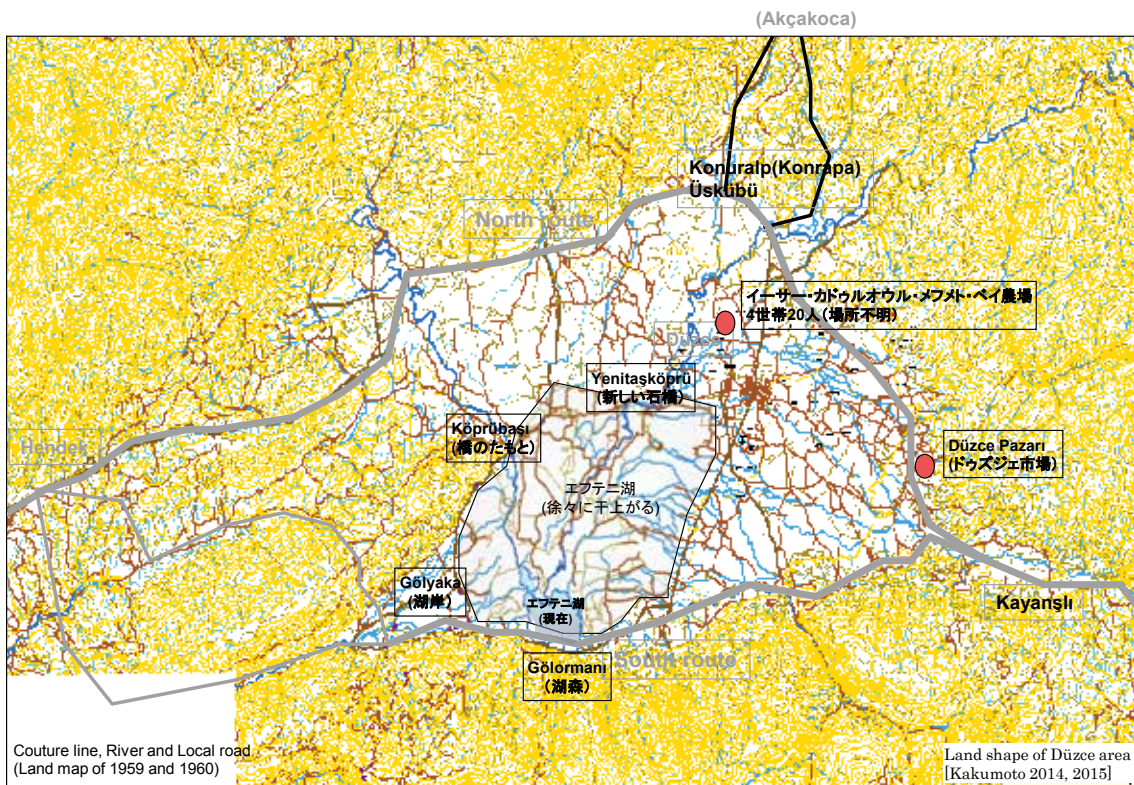 (Akçakoca)
Konuralp(Konrapa)
Üskübü
North route
イーサー・カドゥルオウル・メフメト・ベイ農場
4世帯20人(場所不明)
Düzce
Yenitaşköprü
(新しい石橋)
Köprübaşı
(橋のたもと)
Hendek
Düzce Pazarı
(ドゥズジェ市場)
エフテニ湖
(徐々に干上がる)
Gölyaka
(湖岸)
エフテニ湖
(現在)
Kayanşlı
South route
Gölormanı
(湖森)
Couture line, River and Local road
(Land map of 1959 and 1960)
Land shape of Düzce area
[Kakumoto 2014, 2015]